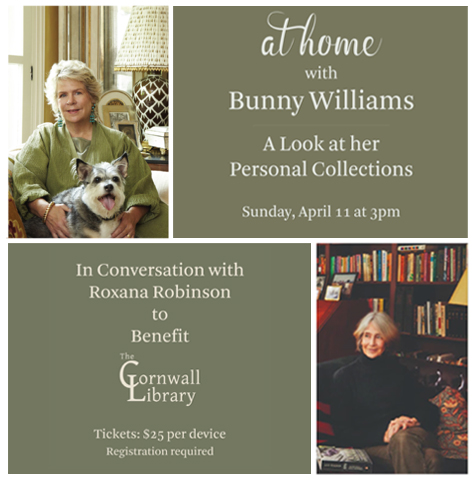 at home
with
Bunny Williams
A Look at her
Personal Collections
Sunday, April 11 at 3pm
In Conversation with
Roxana Robinson
to
Benefit
The
Cornwall
Library
Tickets: $25 per device
Registration required